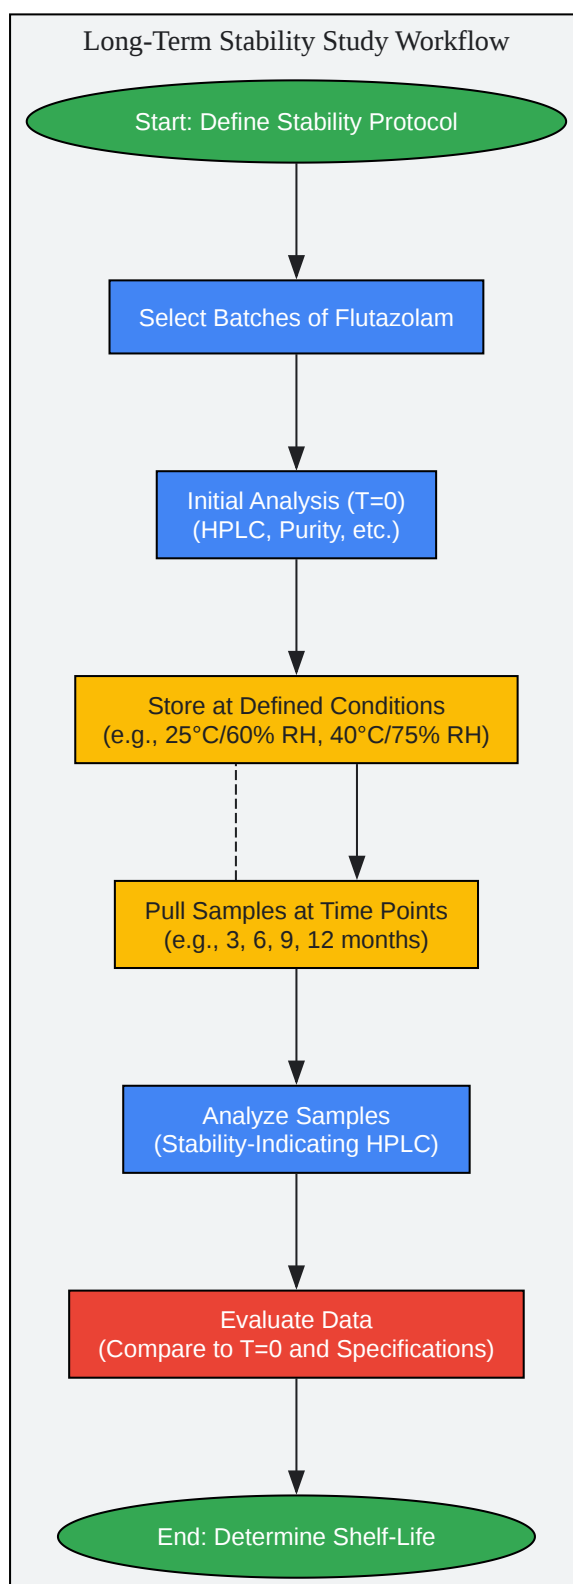 Long-Term Stability Study Workflow
Start: Define Stability Protocol
Select Batches of Flutazolam
Initial Analysis (T=0)
(HPLC, Purity, etc.)
Store at Defined Conditions
(e.g., 25°C/60% RH, 40°C/75% RH)
Pull Samples at Time Points
(e.g., 3, 6, 9, 12 months)
Analyze Samples
(Stability-Indicating HPLC)
Evaluate Data
(Compare to T=0 and Specifications)
End: Determine Shelf-Life